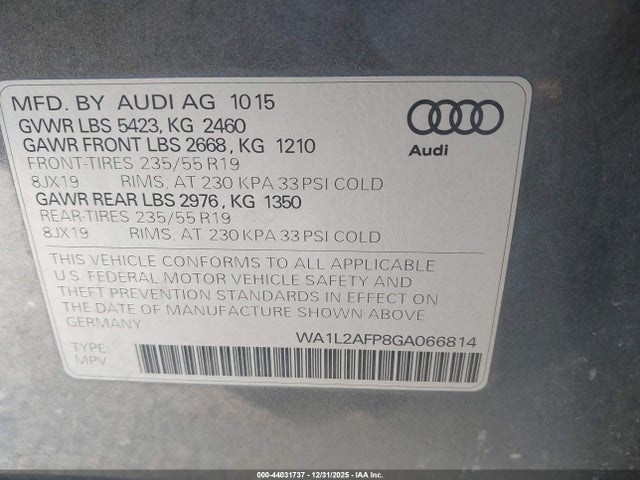 MFD. BY AUDI AG 1015
GVWR LBS 5423, KG 2460
GAWR FRONT LBS 2668, KG 1210
FRONT-TIRES 235/55 R19
8JX19 RIMS, AT 230 KPA 33 PSI COLD
GAWR REAR LBS 2976, KG 1350
REAR-TIRES 235/55 R19
8JX19 RIMS, AT 230 KPA 33 PSI COLD
Audi
THIS VEHICLE CONFORMS TO ALL APPLICABLE
U.S. FEDERAL MOTOR VEHICLE SAFETY AND
THEFT PREVENTION STANDARDS IN EFFECT ON
THE DATE OF MANUFACTURE SHOWN ABOVE.
GERMANY
WA1L2AFP8GA066814
TYPE:
MPV
000-44031737 - 12/31/2025 - IAA Inc.